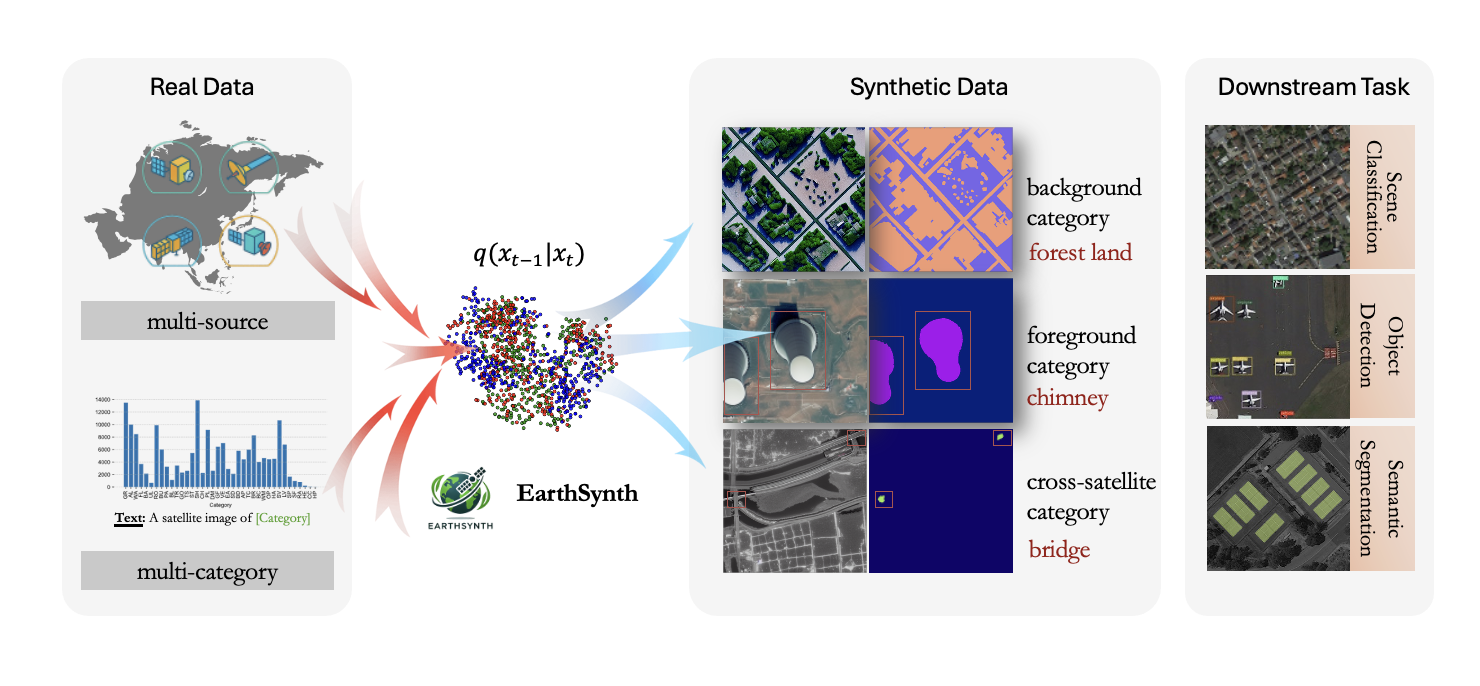 Real Data
multi-source
14000
12000
10000
8000
6000
4000
2000
0
Category
Text: A satellite image of [Category]
multi-category
q(x_{t−1}|x_t)
EARTHSYNTH
EarthSynth
Synthetic Data
background
category
forest land
foreground
category
chimney
cross-satellite
category
bridge
Downstream Task
Scene
Classification
Object
Detection
Semantic
Segmentation